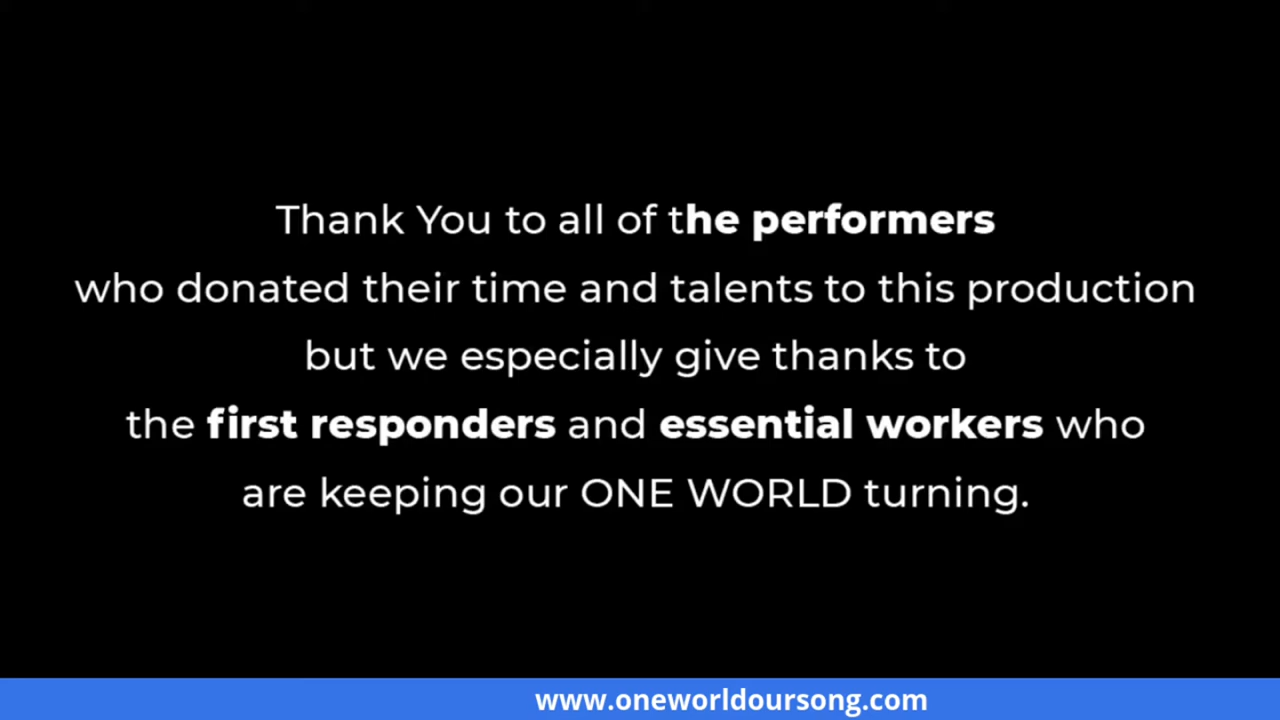 Thank You to all of the performers
who donated their time and talents to this production
but we especially give thanks to
the first responders and essential workers who
are keeping our ONE WORLD turning.
www.oneworldoursong.com